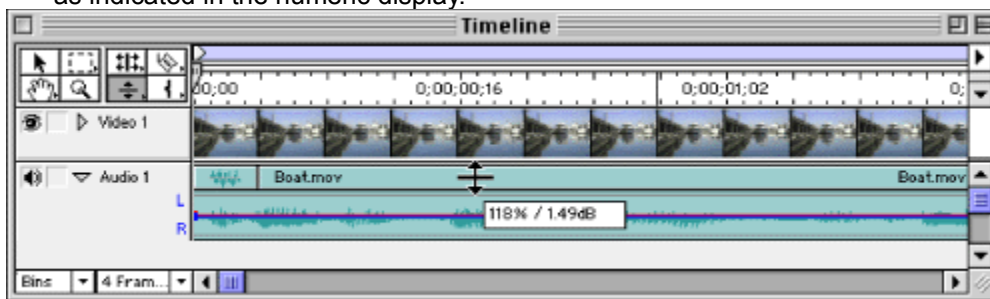 as indicated in the numeric display.
Timeline
00;00 0;00;00;16 0;00;01;02 0;
Video 1
Audio 1 Boat.mov Boat.mov
L
118% / 1.49dB
R
Bins 4 Fram...